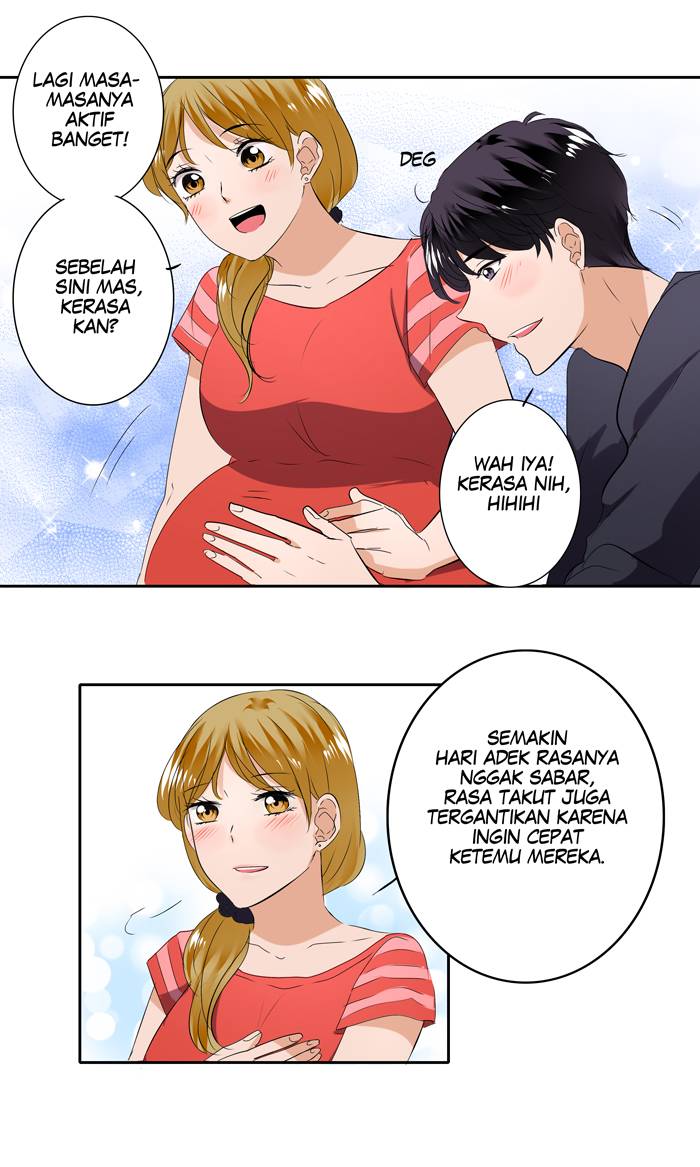 LAGI MASA-
MASANYA
AKTIF
BANGET!
DEG
SEBELAH
SINI MAS,
KERASA
KAN?
WAH IYA!
KERASA NIH,
HIHIHI
SEMAKIN
HARI ADEK RASANYA
NGGAK SABAR,
RASA TAKUT JUGA
TERGANTIKAN KARENA
INGIN CEPAT
KETEMU MEREKA.